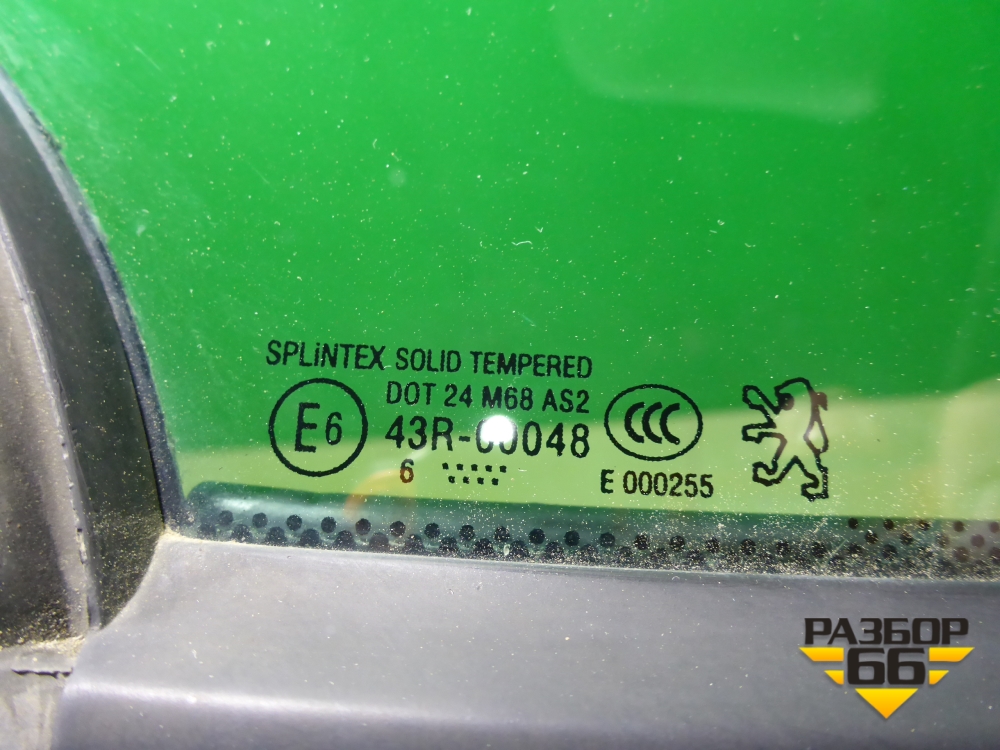 SPLiNTEX SOLID TEMPERED
DOT 24 M68 AS2
E6
43R-00048
CCC
6
E 000255
РАЗБОР
66